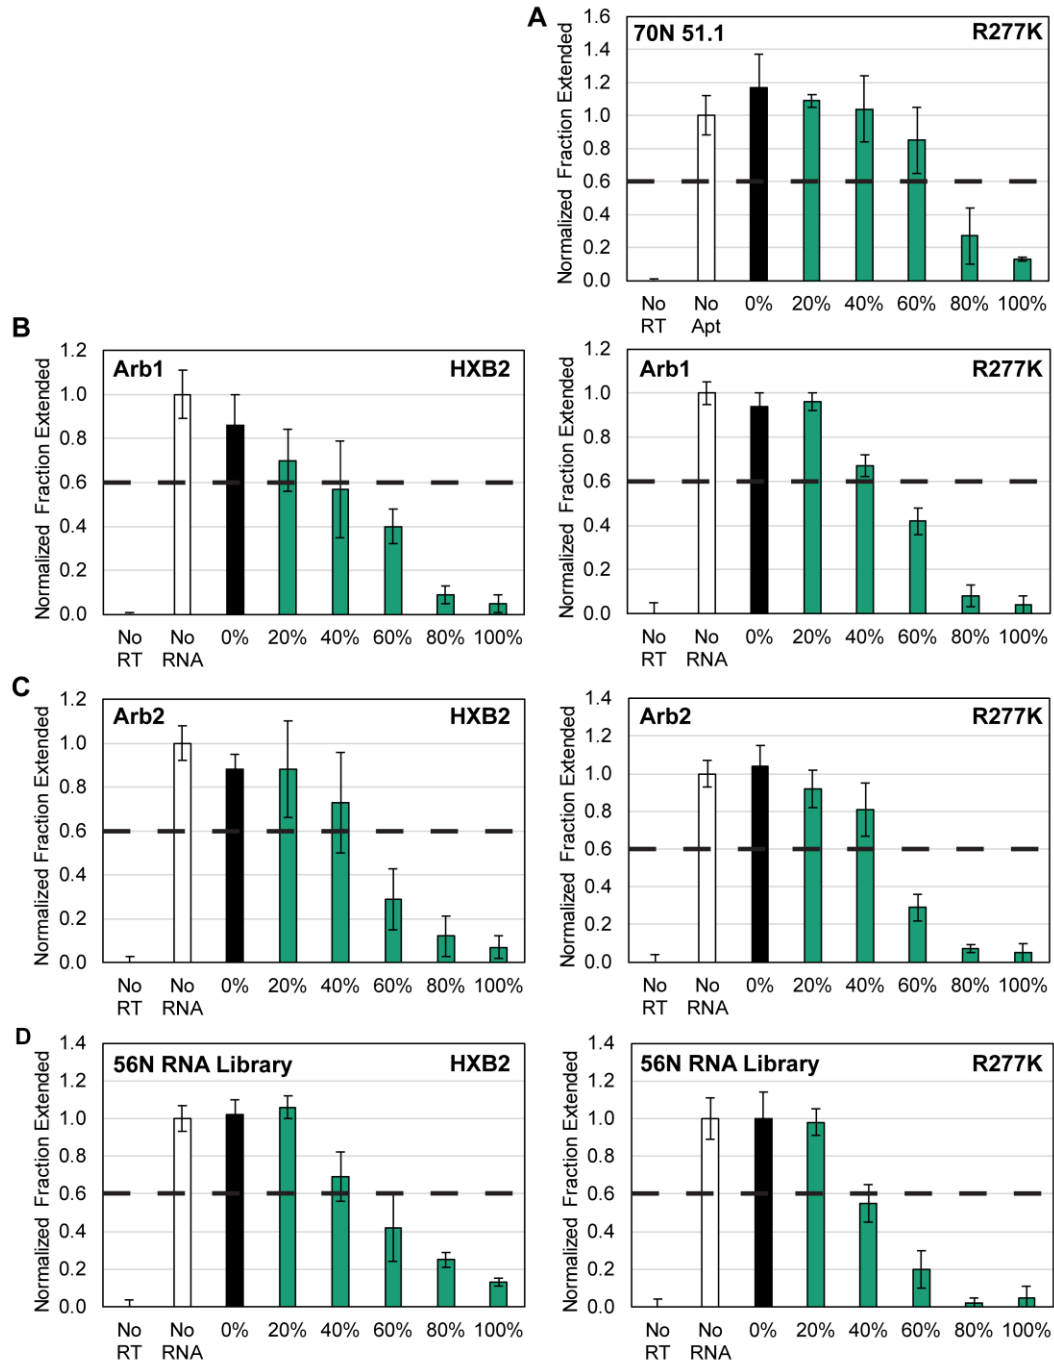 A
70N 51.1 R277K
Normalized Fraction Extended
1.6
1.4
1.2
1.0
0.8
0.6
0.4
0.2
0.0
No RT No Apt 0% 20% 40% 60% 80% 100%
B
Arb1 HXB2
Normalized Fraction Extended
1.2
1.0
0.8
0.6
0.4
0.2
0.0
No RT No RNA 0% 20% 40% 60% 80% 100%
Arb1 R277K
Normalized Fraction Extended
1.2
1.0
0.8
0.6
0.4
0.2
0.0
No RT No RNA 0% 20% 40% 60% 80% 100%
C
Arb2 HXB2
Normalized Fraction Extended
1.2
1.0
0.8
0.6
0.4
0.2
0.0
No RT No RNA 0% 20% 40% 60% 80% 100%
Arb2 R277K
Normalized Fraction Extended
1.4
1.2
1.0
0.8
0.6
0.4
0.2
0.0
No RT No RNA 0% 20% 40% 60% 80% 100%
D
56N RNA Library HXB2
Normalized Fraction Extended
1.4
1.2
1.0
0.8
0.6
0.4
0.2
0.0
No RT No RNA 0% 20% 40% 60% 80% 100%
56N RNA Library R277K
Normalized Fraction Extended
1.4
1.2
1.0
0.8
0.6
0.4
0.2
0.0
No RT No RNA 0% 20% 40% 60% 80% 100%